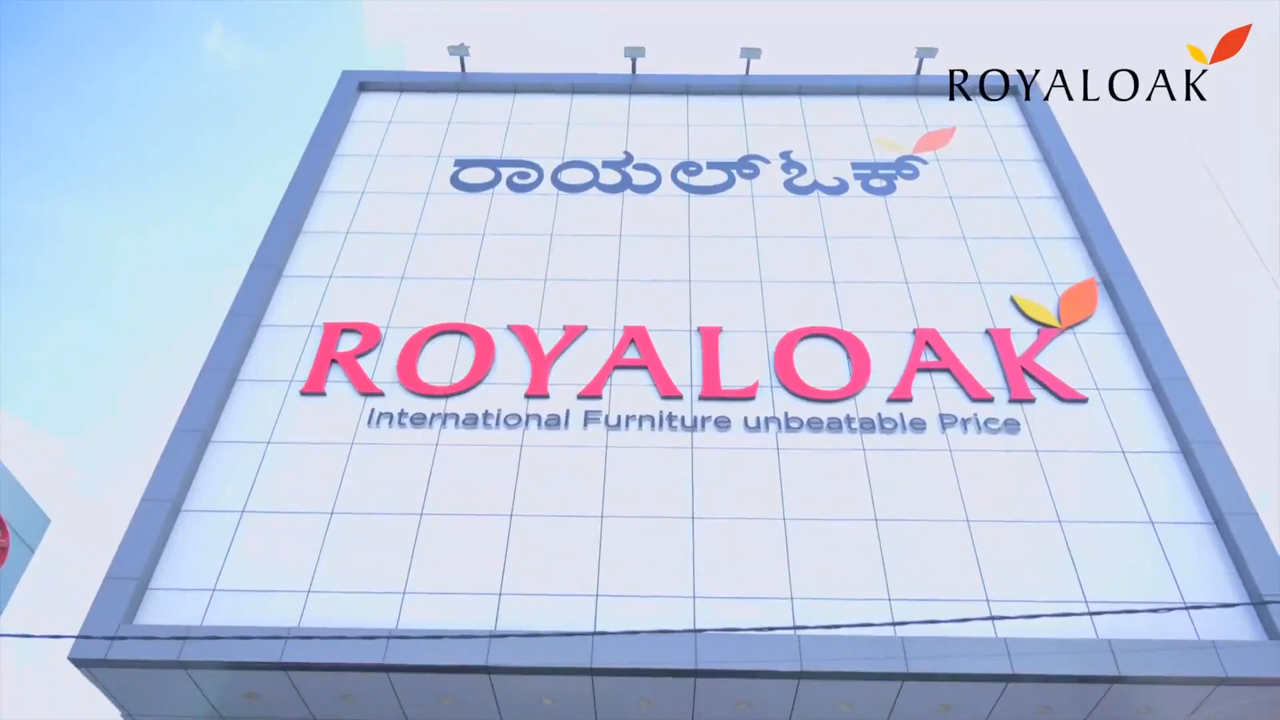 ROYALOAK
ರಾಯಲ್ ಓಕ್
ROYALOAK
International Furniture unbeatable Price